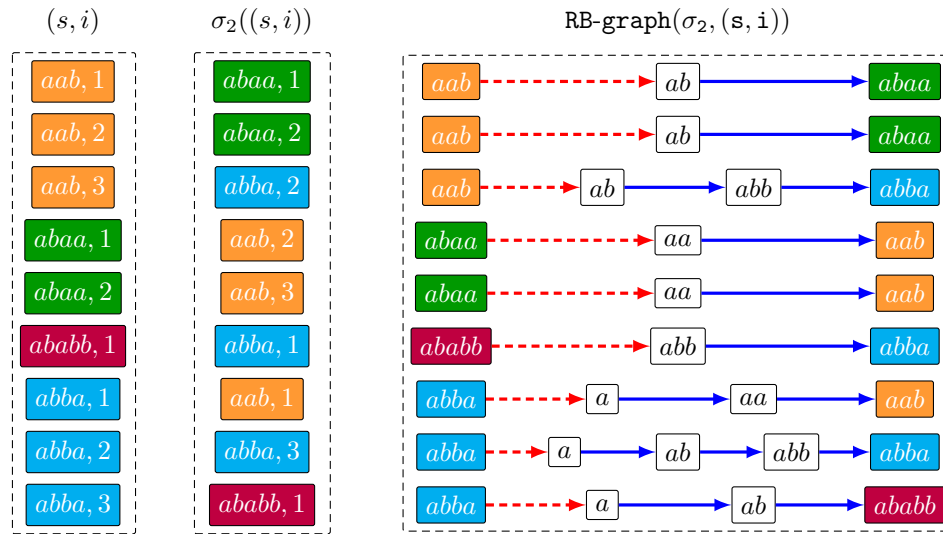 (s, i) σ₂((s, i)) RB-graph(σ₂, (s, i))
aab, 1 abaa, 1 aab ab abaa
aab, 2 abaa, 2 aab ab abaa
aab, 3 abba, 2 aab ab abb abba
abaa, 1 aab, 2 abaa aa aab
abaa, 2 aab, 3 abaa aa aab
ababb, 1 abba, 1 ababb abb abba
abba, 1 aab, 1 abba a aa aab
abba, 2 abba, 3 abba a ab abb abba
abba, 3 ababb, 1 abba a ab ababb